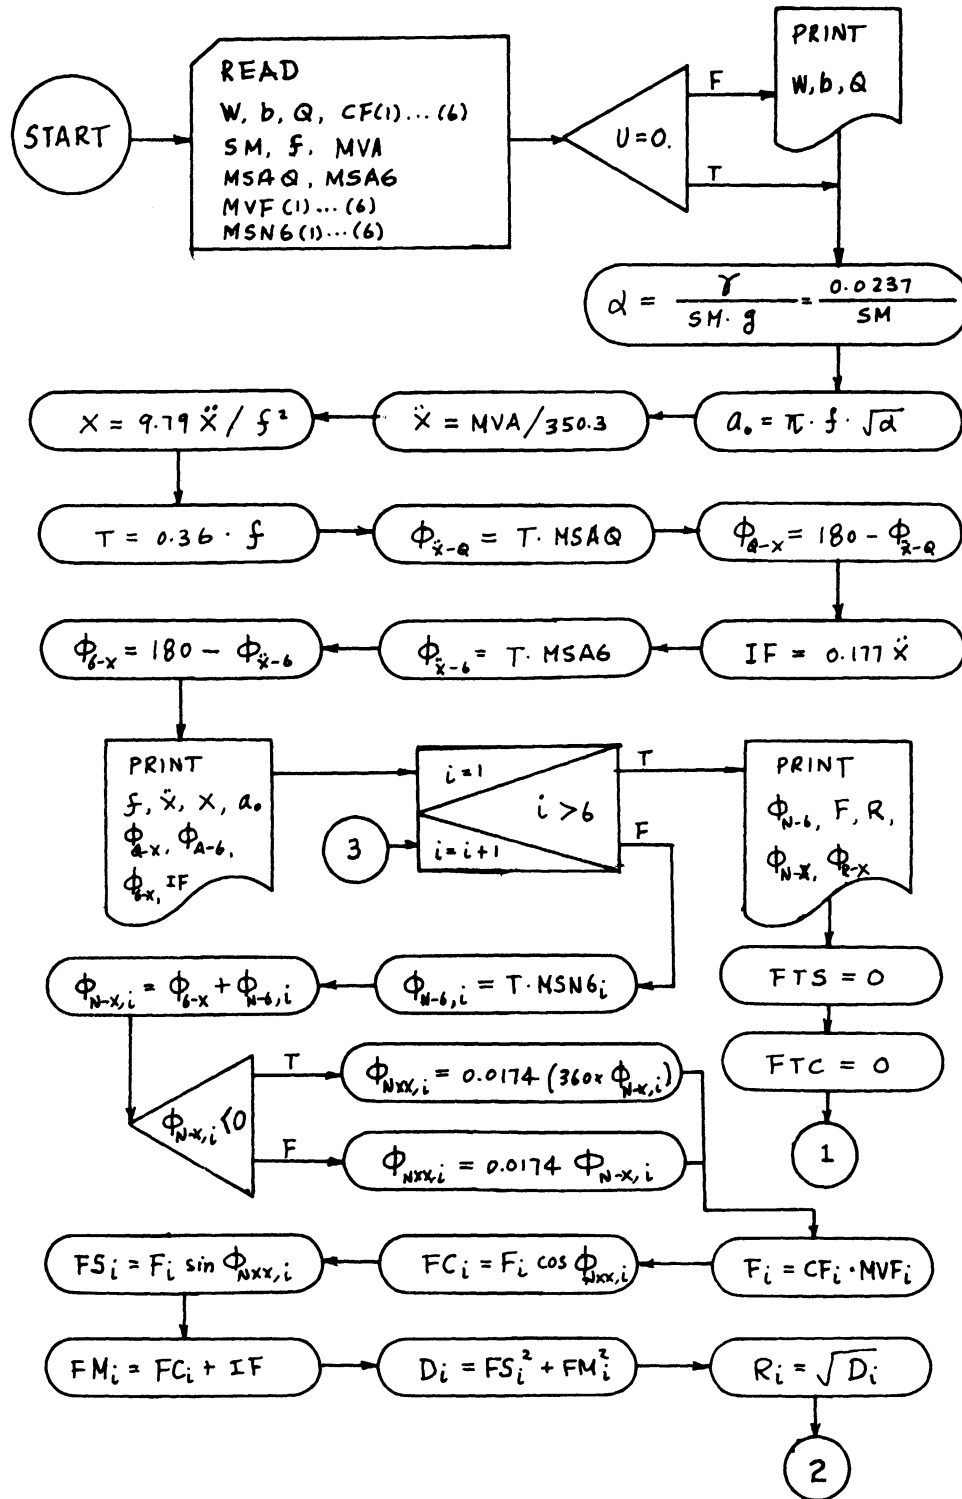 START
READ
W, b, Q, CF(1)...(6)
SM, f, MVA
MSAQ, MSA6
MVF(1)...(6)
MSN6(1)...(6)
U=0.
F
T
PRINT
W, b, Q
α = γ / SM·g = 0.0237 / SM
a₀ = π·f·√α
ẍ = MVA/350.3
X = 9.79 ẍ / f²
T = 0.36 · f
ϕẍ-Q = T· MSAQ
ϕQ-X = 180 - ϕẍ-Q
IF = 0.177 ẍ
ϕẍ-6 = T· MSA6
ϕ6-X = 180 - ϕẍ-6
PRINT
f, ẍ, X, a₀
ϕQ-X, ϕA-6,
ϕ6-X, IF
3
i=1
i=i+1
i >6
T
F
PRINT
ϕN-6, F, R,
ϕN-X, ϕR-X
FTS = 0
FTC = 0
1
ϕN-6,i = T·MSN6i
ϕN-X,i = ϕ6-X + ϕN-6,i
ϕN-X,i <0
T
F
ϕNXX,i = 0.0174 (360x ϕN-X,i)
ϕNXX,i = 0.0174 ϕN-X,i
Fi = CFi·MVFi
FCi = Fi cos ϕNXX,i
FSi = Fi sin ϕNXX,i
FMi = FCi + IF
Di = FSi² + FMi²
Ri = √Di
2